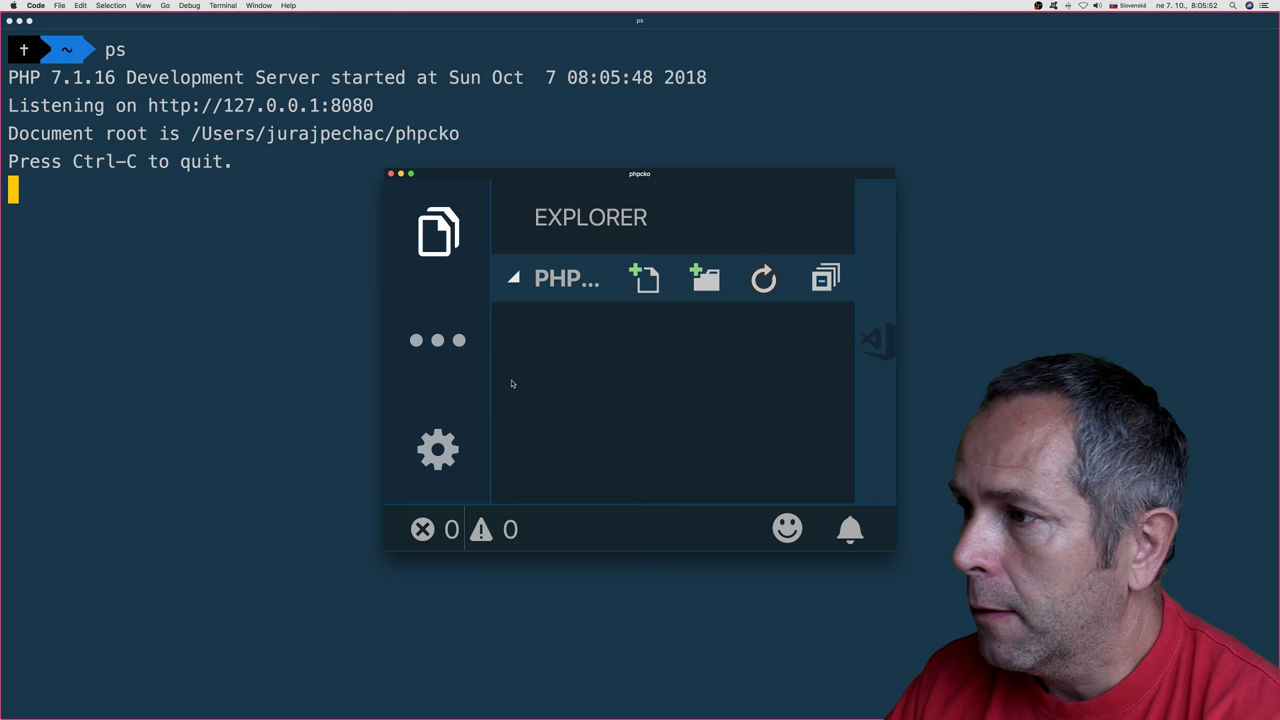 Code File Edit Selection View Go Debug Terminal Window Help
Slovenská ne 7. 10., 8:05:52
ps
† ~ ps
PHP 7.1.16 Development Server started at Sun Oct  7 08:05:48 2018
Listening on http://127.0.0.1:8080
Document root is /Users/jurajpechac/phpcko
Press Ctrl-C to quit.
phpcko
EXPLORER
PHP...
0 0